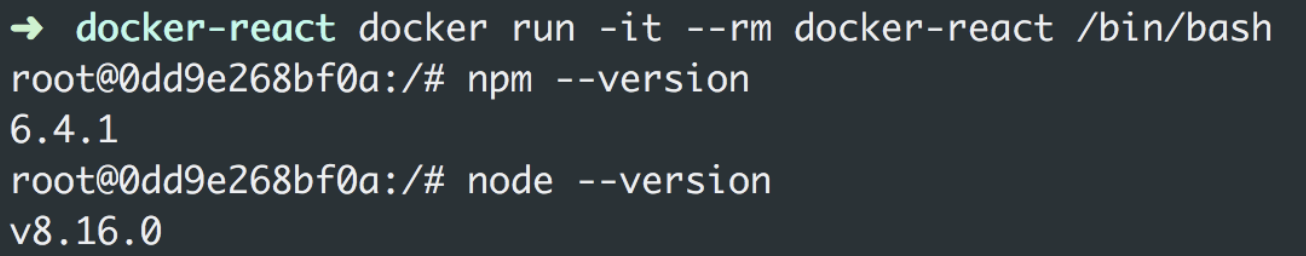 ➜ docker-react docker run -it --rm docker-react /bin/bash
root@0dd9e268bf0a:/# npm --version
6.4.1
root@0dd9e268bf0a:/# node --version
v8.16.0